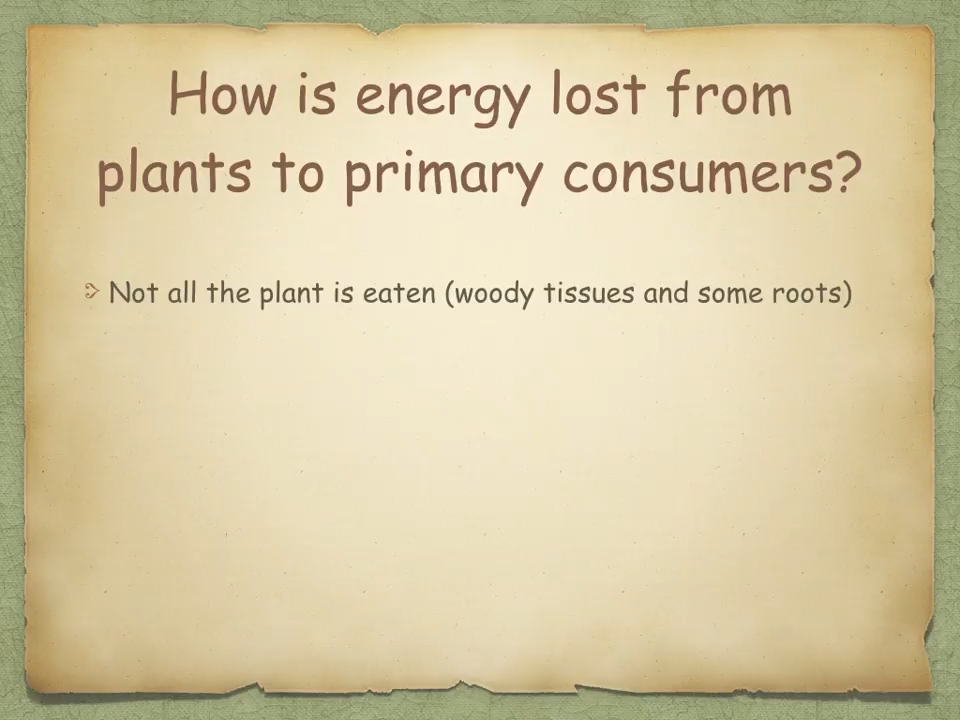 How is energy lost from
plants to primary consumers?
Not all the plant is eaten (woody tissues and some roots)